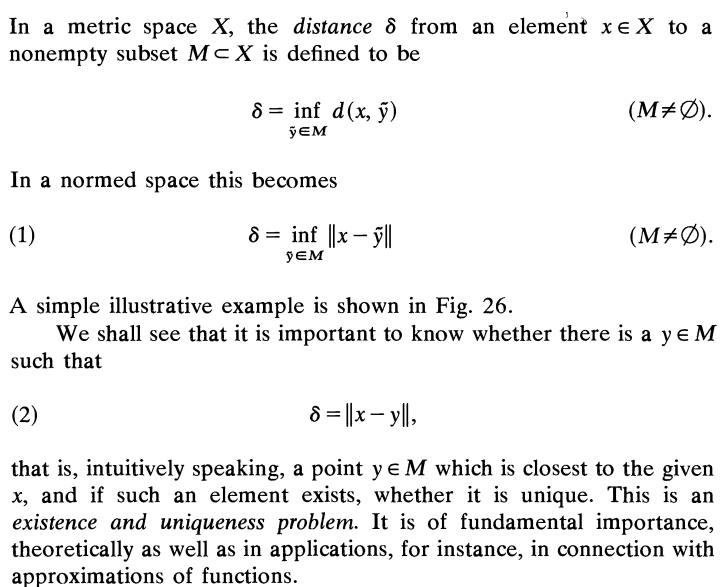 In a metric space X, the distance δ from an element x ∈ X to a
nonempty subset M ⊂ X is defined to be
δ = inf d(x, ỹ) (M ≠ ∅).
ỹ∈M
In a normed space this becomes
(1) δ = inf ‖x − ỹ‖ (M ≠ ∅).
ỹ∈M
A simple illustrative example is shown in Fig. 26.
We shall see that it is important to know whether there is a y ∈ M
such that
(2) δ = ‖x − y‖,
that is, intuitively speaking, a point y ∈ M which is closest to the given
x, and if such an element exists, whether it is unique. This is an
existence and uniqueness problem. It is of fundamental importance,
theoretically as well as in applications, for instance, in connection with
approximations of functions.